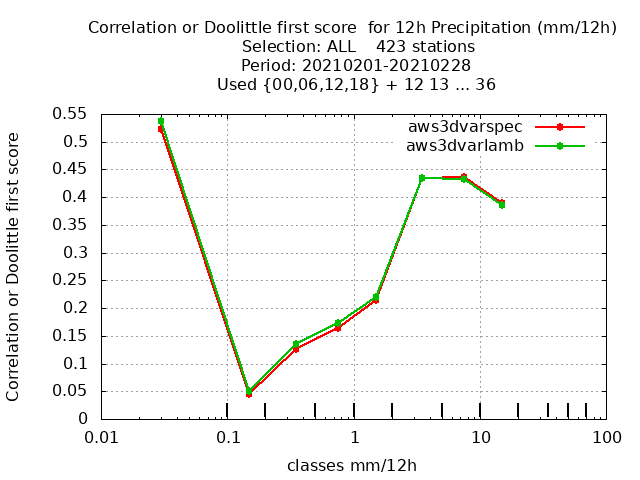 Correlation or Doolittle first score  for 12h Precipitation (mm/12h)
Selection: ALL    423 stations
Period: 20210201-20210228
Used {00,06,12,18} + 12 13 ... 36
Correlation or Doolittle first score
0.55
0.5
0.45
0.4
0.35
0.3
0.25
0.2
0.15
0.1
0.05
0
aws3dvarspec
aws3dvarlamb
0.01 0.1 1 10 100
classes mm/12h